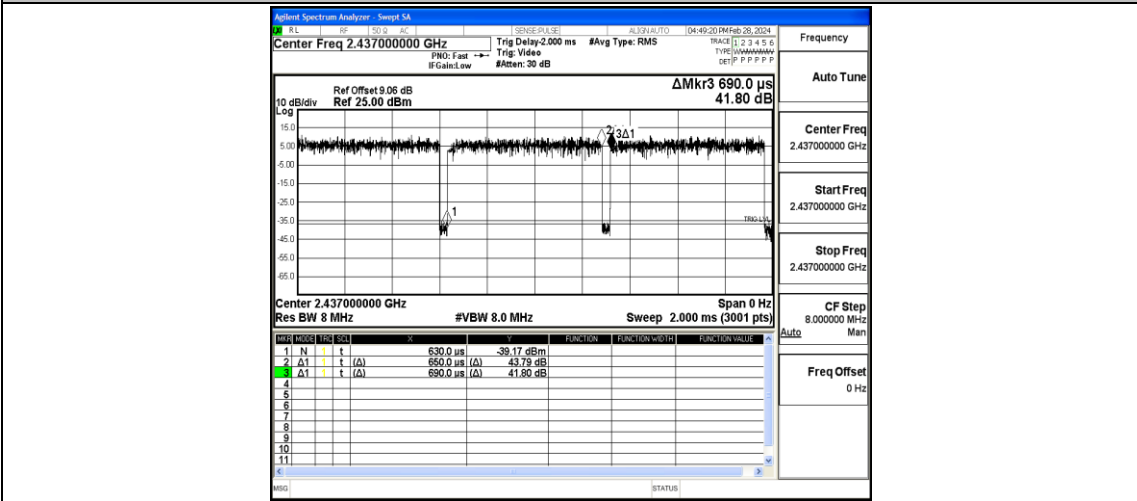 Agilent Spectrum Analyzer - Swept SA
RL RF 50 Ω AC SENSE:PULSE ALIGN AUTO 04:49:20 PM Feb 28, 2024
Center Freq 2.437000000 GHz
Trig Delay-2.000 ms #Avg Type: RMS
TRACE 1 2 3 4 5 6
PNO: Fast Trig: Video
TYPE
IFGain:Low #Atten: 30 dB
DET P P P P P P
Frequency
Auto Tune
ΔMkr3 690.0 µs
41.80 dB
Ref Offset 9.06 dB
10 dB/div Ref 25.00 dBm
Log
15.0
5.00
-5.00
-15.0
-25.0
-35.0
-45.0
-55.0
-65.0
2 3Δ1
1
TRIG LVL
Center 2.437000000 GHz Span 0 Hz
Res BW 8 MHz #VBW 8.0 MHz Sweep 2.000 ms (3001 pts)
Center Freq
2.437000000 GHz
Start Freq
2.437000000 GHz
Stop Freq
2.437000000 GHz
CF Step
8.000000 MHz
Auto Man
Freq Offset
0 Hz
MKR MODE TRC SCL X Y FUNCTION FUNCTION WIDTH FUNCTION VALUE
1 N 1 t 630.0 µs -39.17 dBm
2 Δ1 1 t (Δ) 650.0 µs (Δ) 43.79 dB
3 Δ1 1 t (Δ) 690.0 µs (Δ) 41.80 dB
4
5
6
7
8
9
10
11
MSG STATUS